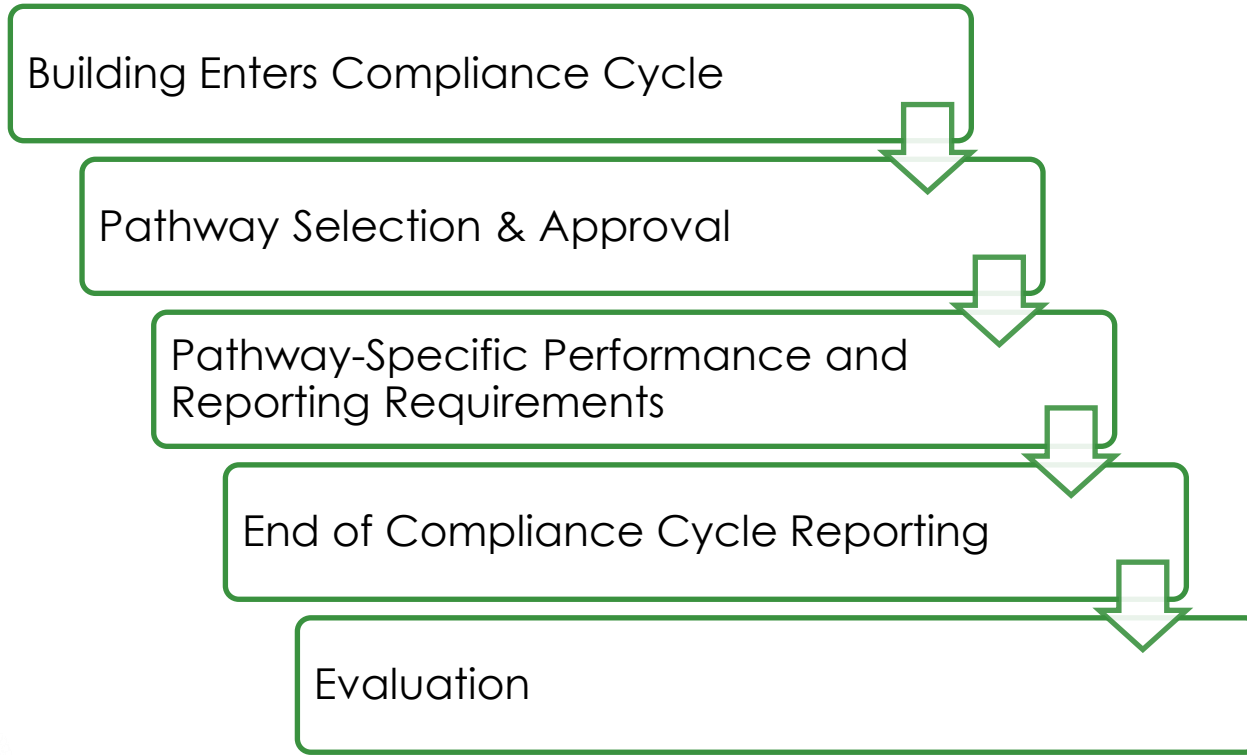 Building Enters Compliance Cycle
Pathway Selection & Approval
Pathway-Specific Performance and
Reporting Requirements
End of Compliance Cycle Reporting
Evaluation